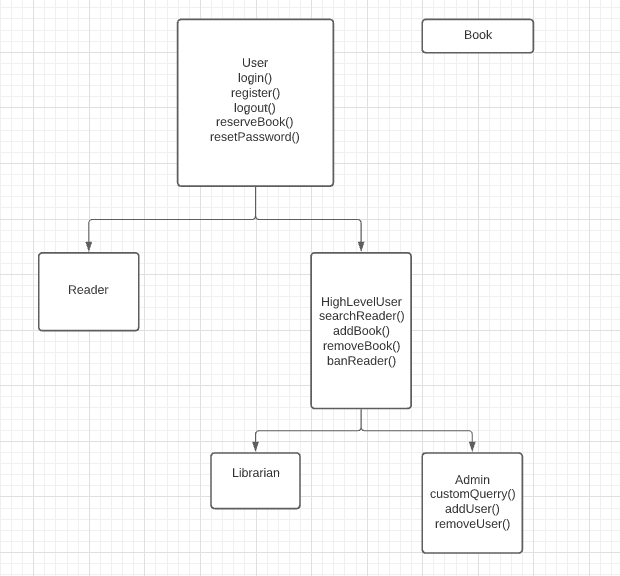 User
login()
register()
logout()
reserveBook()
resetPassword()
Book
Reader
HighLevelUser
searchReader()
addBook()
removeBook()
banReader()
Librarian
Admin
customQuerry()
addUser()
removeUser()